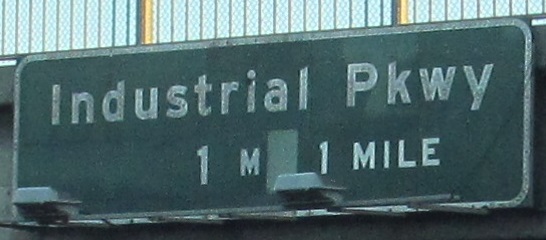 Industrial Pkwy
1 M 1 MILE